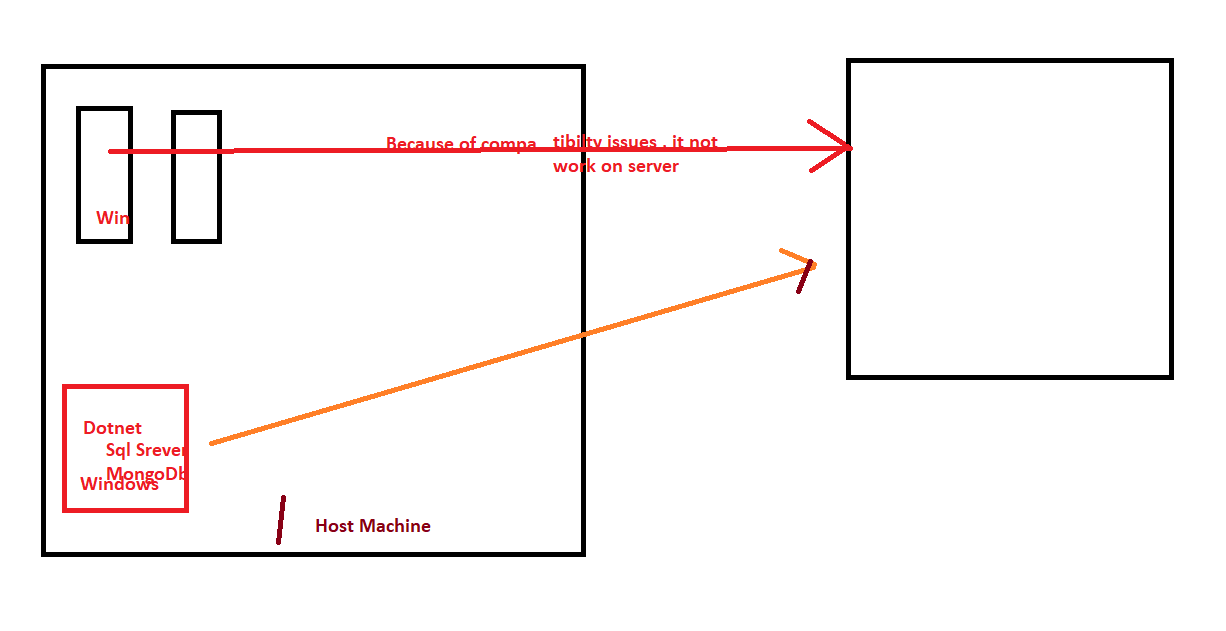 Because of compa tibilty issues , it not
work on server
Win
Dotnet
Sql Srever
MongoDb
Windows
Host Machine